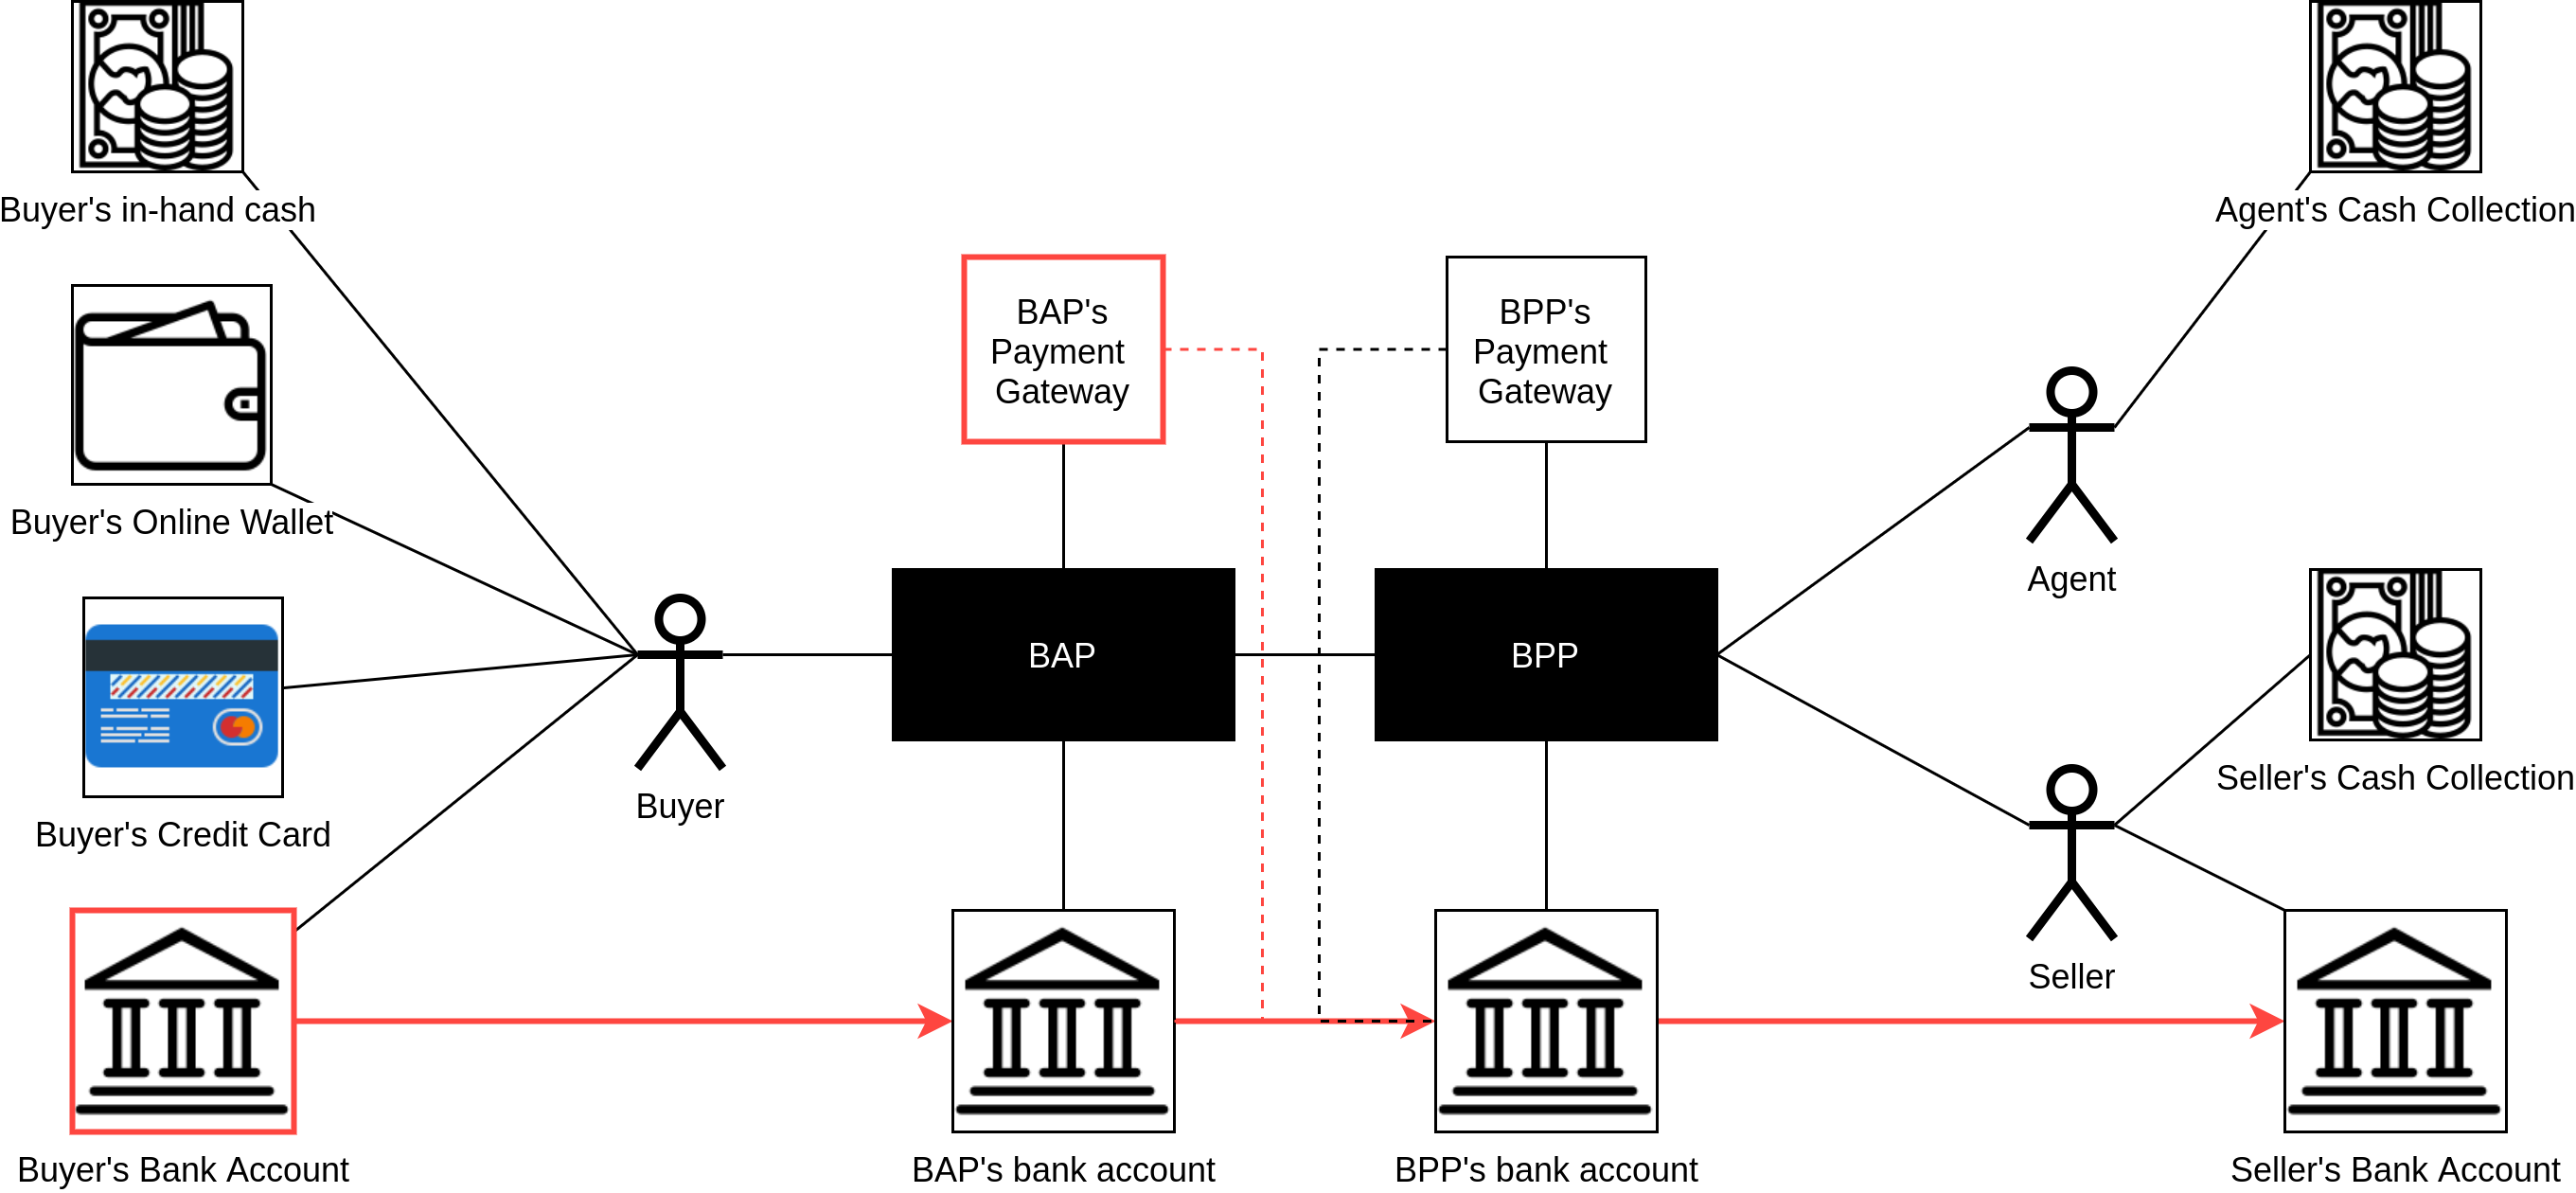 Buyer's in-hand cash
Agent's Cash Collection
BAP's
Payment
Gateway
BPP's
Payment
Gateway
Buyer's Online Wallet
Agent
BAP
BPP
Buyer
Seller's Cash Collection
Buyer's Credit Card
Seller
Buyer's Bank Account
BAP's bank account
BPP's bank account
Seller's Bank Account